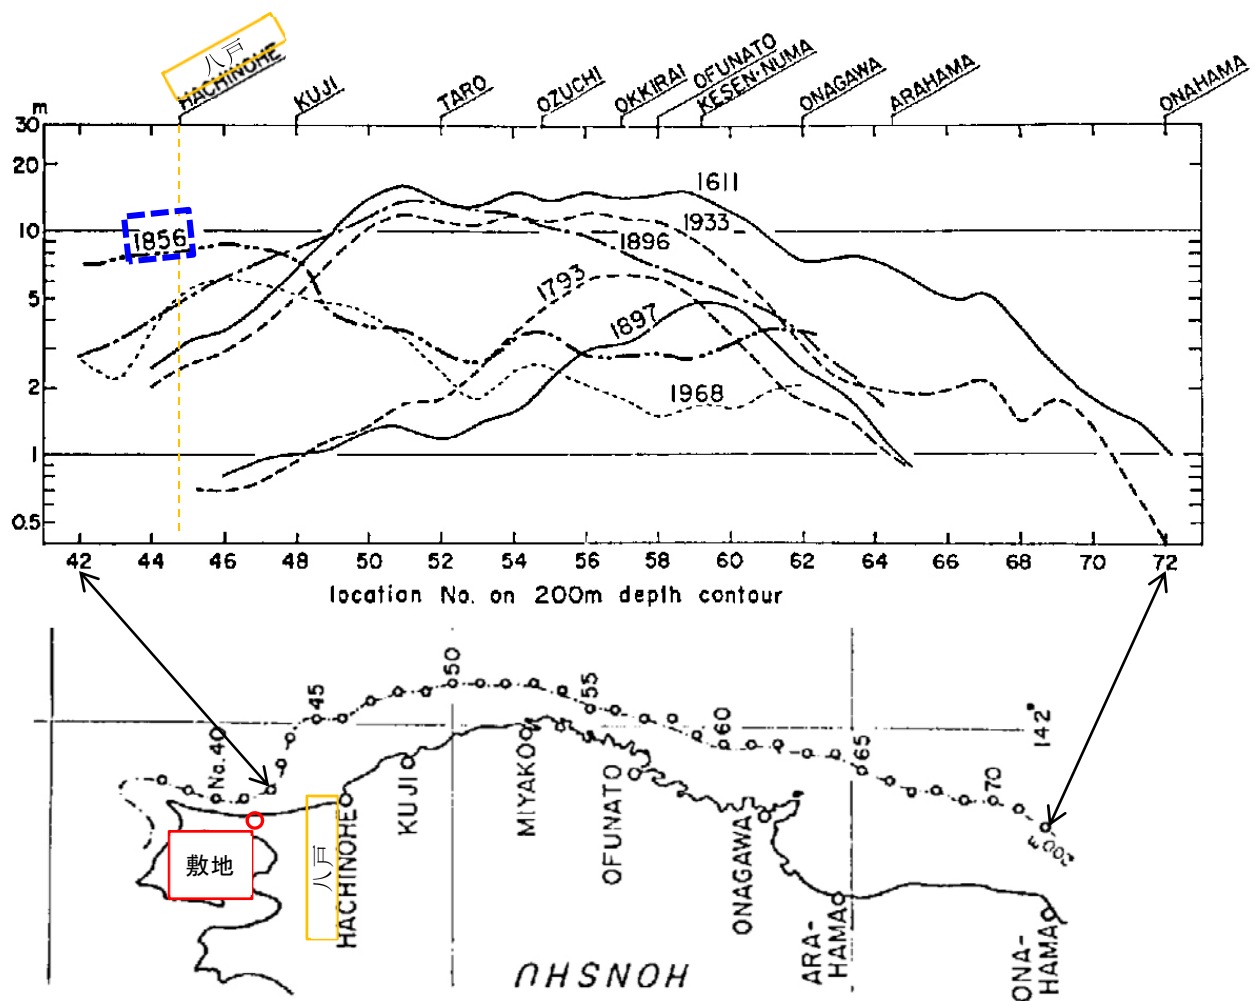 八戸
HACHINOHE
KUJI
TARO
OZUCHI
OKKIRAI
OFUNATO
KESEN-NUMA
ONAGAWA
ARAHAMA
ONAHAMA
m
30
20
10
5
2
1
0.5
1856
1611
1933
1896
1793
1897
1968
42 44 46 48 50 52 54 56 58 60 62 64 66 68 70 72
location No. on 200m depth contour
No.40
45
50
55
60
65
70
142°
200m
敷地
八戸
HACHINOHE
KUJI
MIYAKO
OFUNATO
ONAGAWA
ARA-
HAMA
ONA-
HAMA
HONSHU